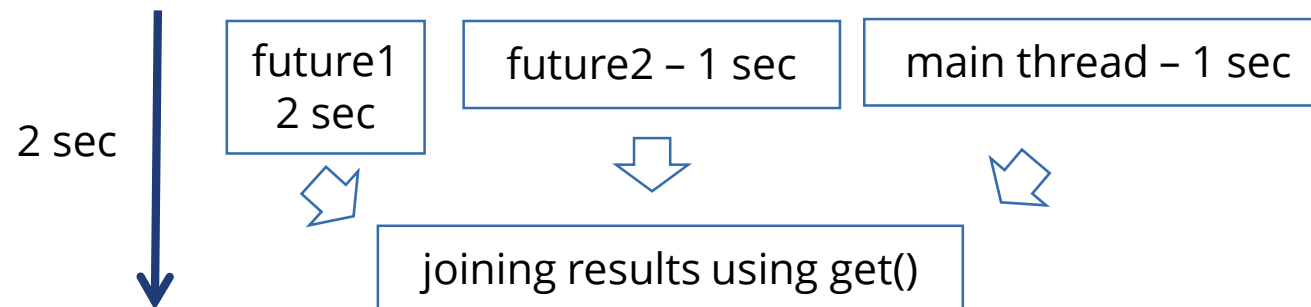 future1
2 sec
future2 – 1 sec
main thread – 1 sec
2 sec
joining results using get()